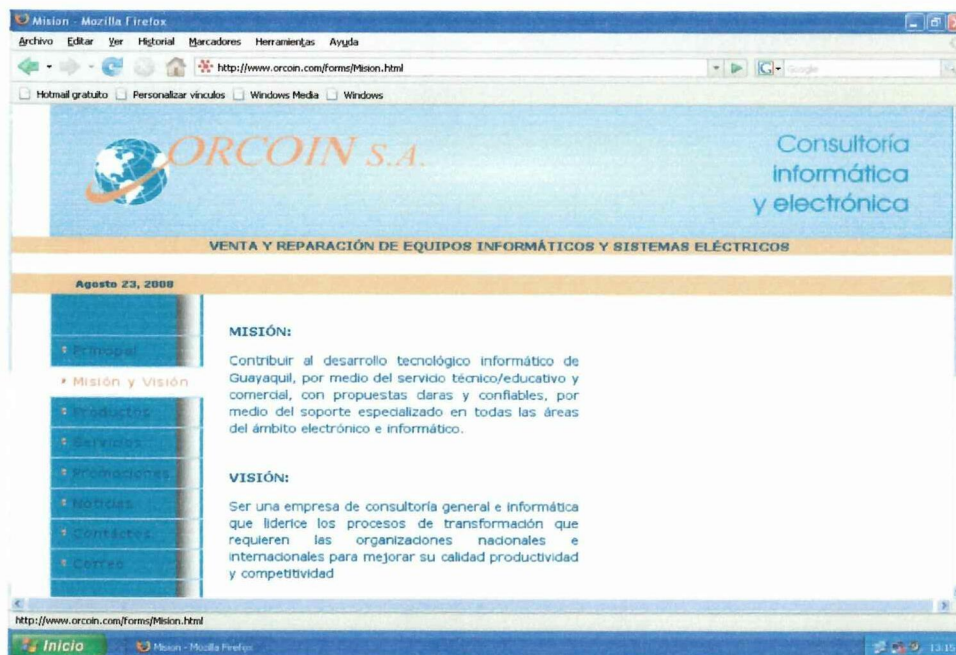 Mision - Mozilla Firefox
Archivo Editar Ver Historial Marcadores Herramientas Ayuda
http://www.orcoin.com/forms/Mision.html
Google
Hotmail gratuito Personalizar vínculos Windows Media Windows
ORCOIN S.A.
Consultoría
informática
y electrónica
VENTA Y REPARACIÓN DE EQUIPOS INFORMÁTICOS Y SISTEMAS ELÉCTRICOS
Agosto 23, 2008
Principal
Misión y Visión
Productos
Servicios
Promociones
Noticias
Contáctes
Correo
MISIÓN:
Contribuir al desarrollo tecnológico informático de
Guayaquil, por medio del servicio técnico/educativo y
comercial, con propuestas claras y confiables, por
medio del soporte especializado en todas las áreas
del ámbito electrónico e informático.
VISIÓN:
Ser una empresa de consultoría general e informática
que liderice los procesos de transformación que
requieren las organizaciones nacionales e
internacionales para mejorar su calidad productividad
y competitividad
http://www.orcoin.com/forms/Mision.html
Inicio
Mision - Mozilla Firefox
13:15